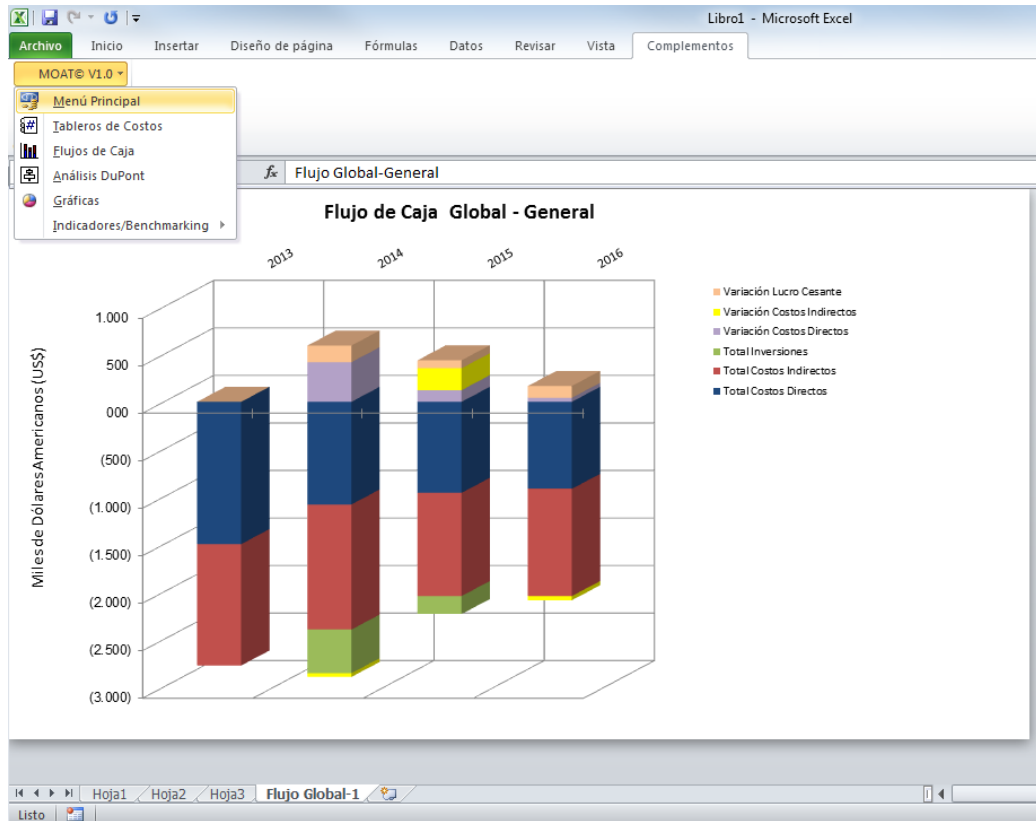 Libro1 - Microsoft Excel
Archivo Inicio Insertar Diseño de página Fórmulas Datos Revisar Vista Complementos
MOAT© V1.0
Menú Principal
Tableros de Costos
Flujos de Caja
Análisis DuPont
Gráficas
Indicadores/Benchmarking
fx Flujo Global-General
Flujo de Caja Global - General
2013 2014 2015 2016
Miles de Dólares Americanos (US$)
1.000
500
000
(500)
(1.000)
(1.500)
(2.000)
(2.500)
(3.000)
Variación Lucro Cesante
Variación Costos Indirectos
Variación Costos Directos
Total Inversiones
Total Costos Indirectos
Total Costos Directos
Hoja1 Hoja2 Hoja3 Flujo Global-1
Listo